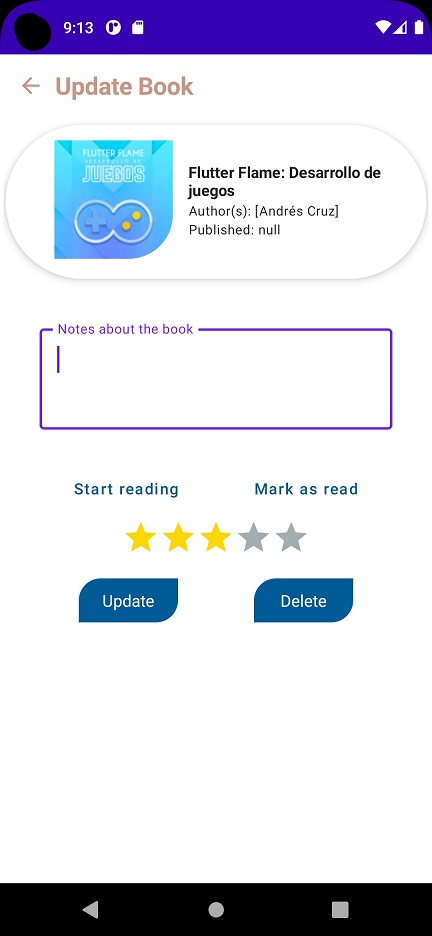 9:13
Update Book
FLUTTER FLAME
DESARROLLO DE
JUEGOS
Flutter Flame: Desarrollo de
juegos
Author(s): [Andrés Cruz]
Published: null
Notes about the book
Start reading
Mark as read
Update
Delete